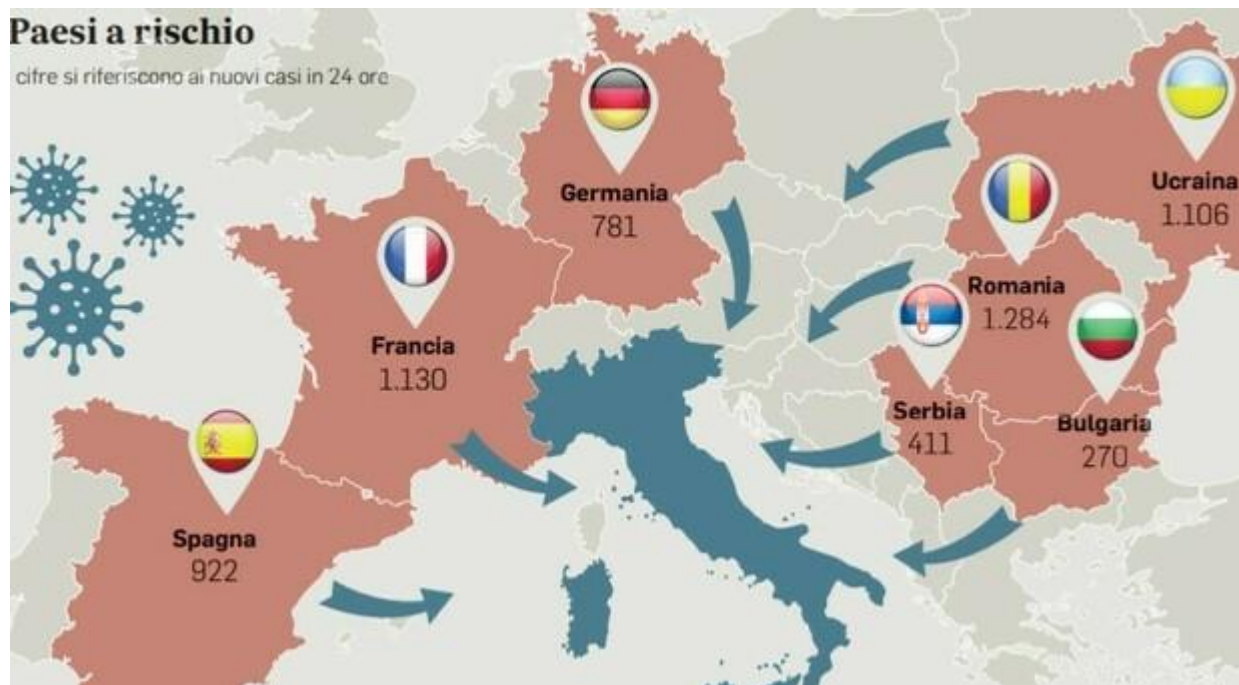 Paesi a rischio
cifre si riferiscono ai nuovi casi in 24 ore
Germania
781
Ucraina
1.106
Romania
1.284
Francia
1.130
Serbia
411
Bulgaria
270
Spagna
922